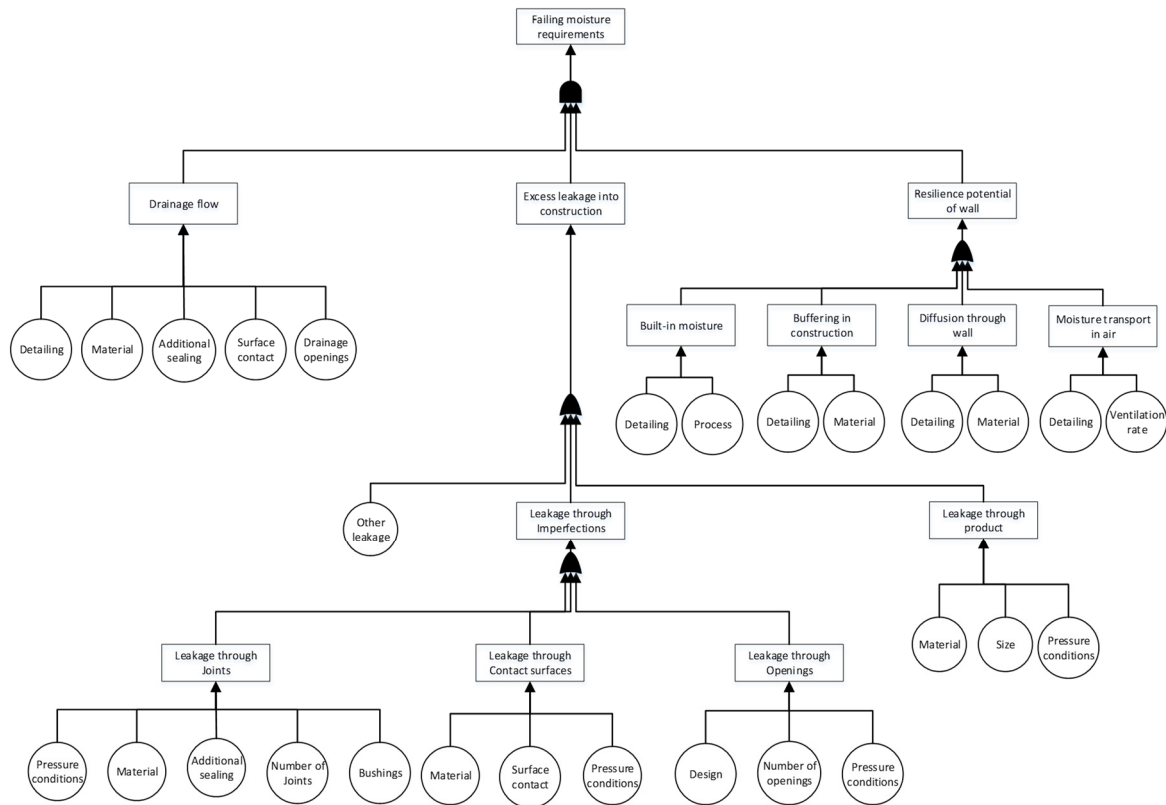 Failing moisture
requirements
Drainage flow
Excess leakage into
construction
Resilience potential
of wall
Detailing
Material
Additional
sealing
Surface
contact
Drainage
openings
Built-in moisture
Buffering in
construction
Diffusion through
wall
Moisture transport
in air
Detailing
Process
Detailing
Material
Detailing
Material
Detailing
Ventilation
rate
Other
leakage
Leakage through
Imperfections
Leakage through
product
Material
Size
Pressure
conditions
Leakage through
Joints
Leakage through
Contact surfaces
Leakage through
Openings
Pressure
conditions
Material
Additional
sealing
Number of
Joints
Bushings
Material
Surface
contact
Pressure
conditions
Design
Number of
openings
Pressure
conditions